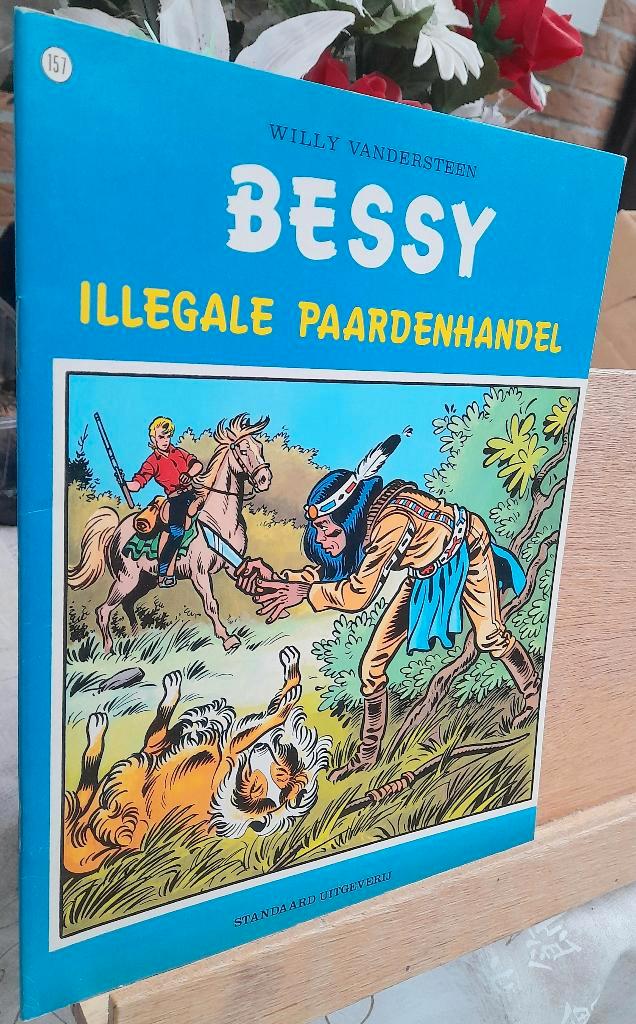 157
WILLY VANDERSTEEN
BESSY
ILLEGALE PAARDENHANDEL
STANDAARD UITGEVERIJ